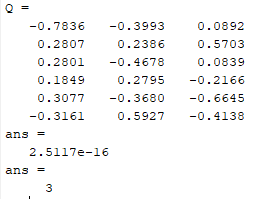 Q =
-0.7836 -0.3993 0.0892
0.2807 0.2386 0.5703
0.2801 -0.4678 0.0839
0.1849 0.2795 -0.2166
0.3077 -0.3680 -0.6645
-0.3161 0.5927 -0.4138
ans =
2.5117e-16
ans =
3